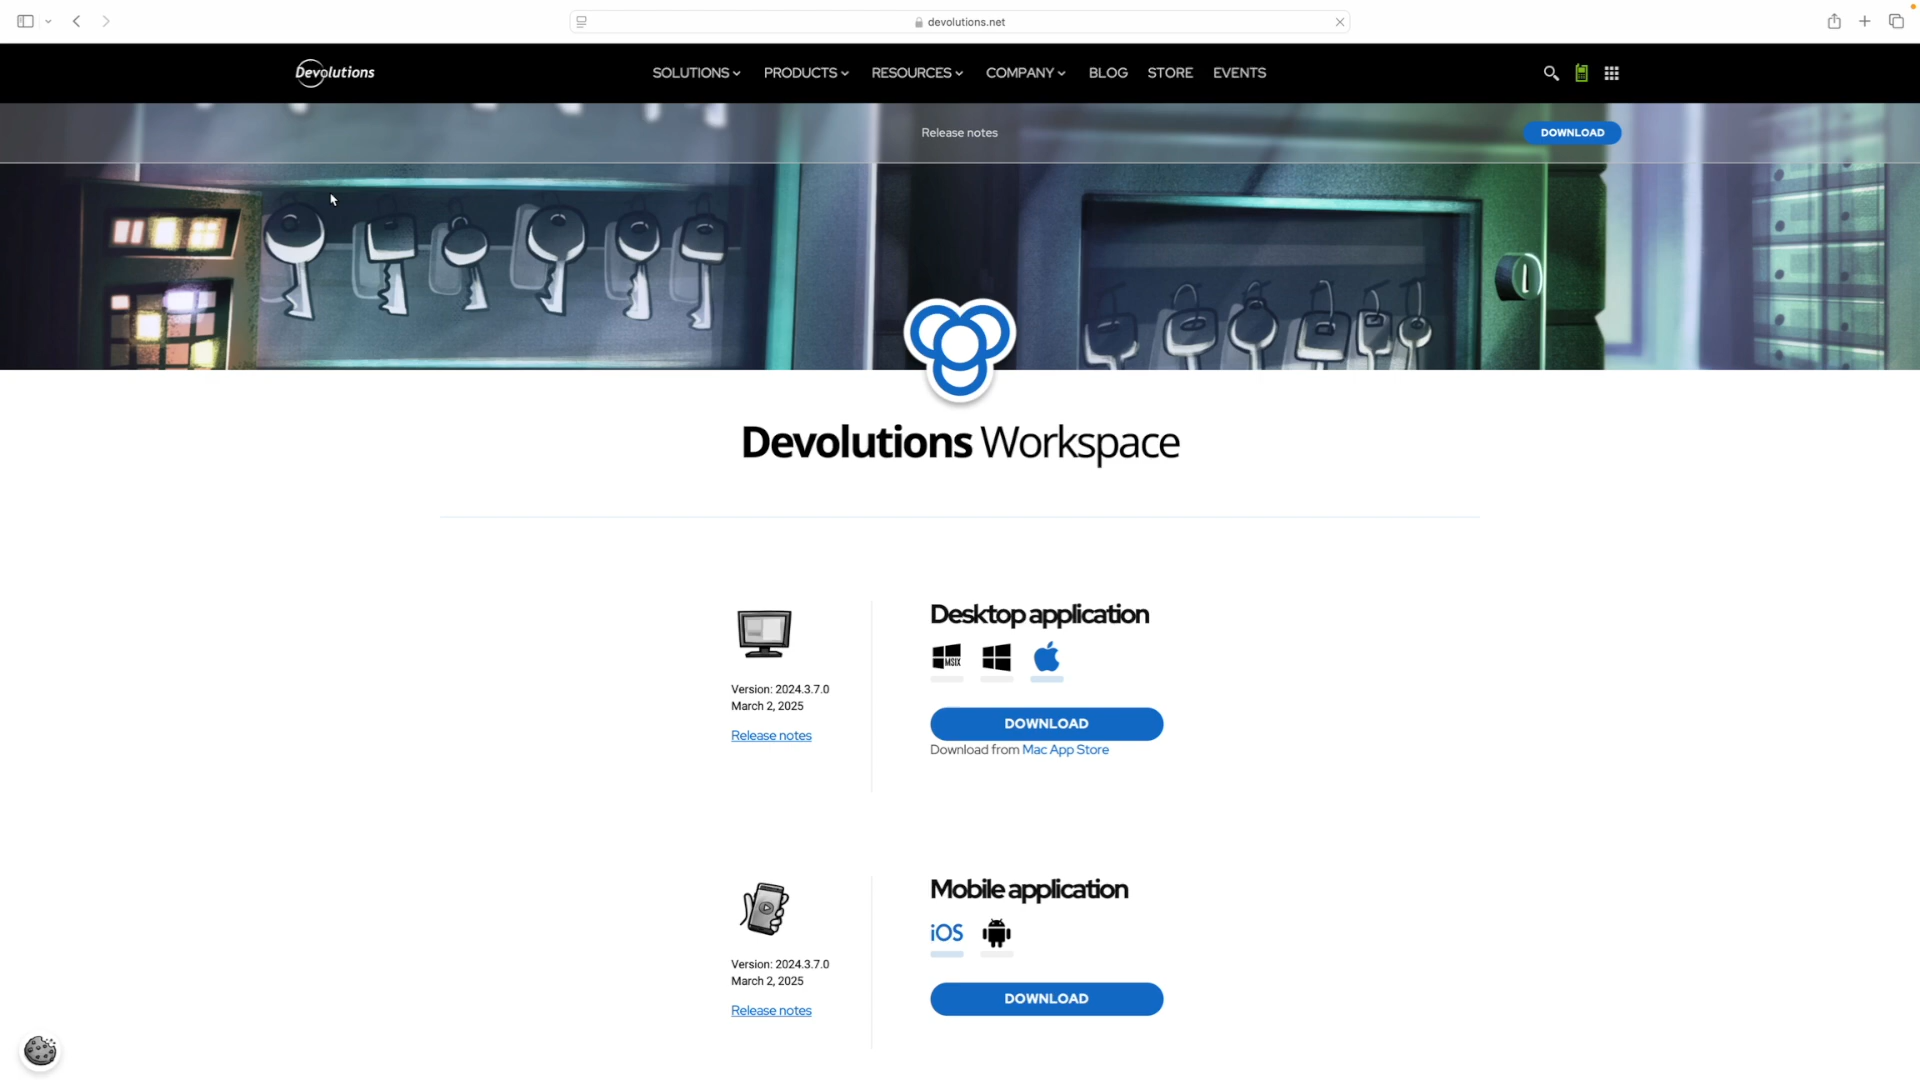 devolutions.net
Devolutions
SOLUTIONS PRODUCTS RESOURCES COMPANY BLOG STORE EVENTS
Release notes
DOWNLOAD
Devolutions Workspace
Desktop application
MSIX
Version: 2024.3.7.0
March 2, 2025
Release notes
DOWNLOAD
Download from Mac App Store
Mobile application
iOS
Version: 2024.3.7.0
March 2, 2025
Release notes
DOWNLOAD